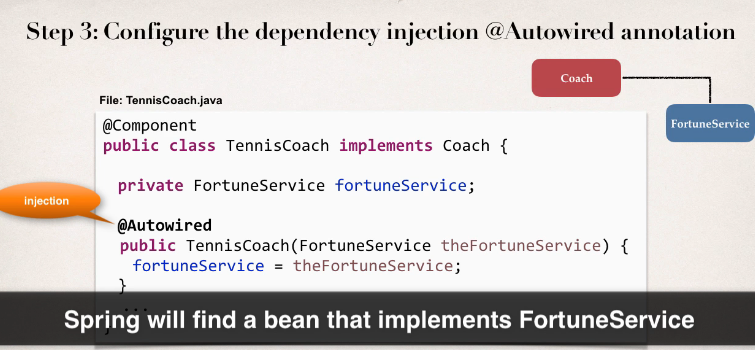 Step 3: Configure the dependency injection @Autowired annotation
Coach
FortuneService
File: TennisCoach.java
@Component
public class TennisCoach implements Coach {
private FortuneService fortuneService;
injection
@Autowired
public TennisCoach(FortuneService theFortuneService) {
fortuneService = theFortuneService;
}
...
Spring will find a bean that implements FortuneService